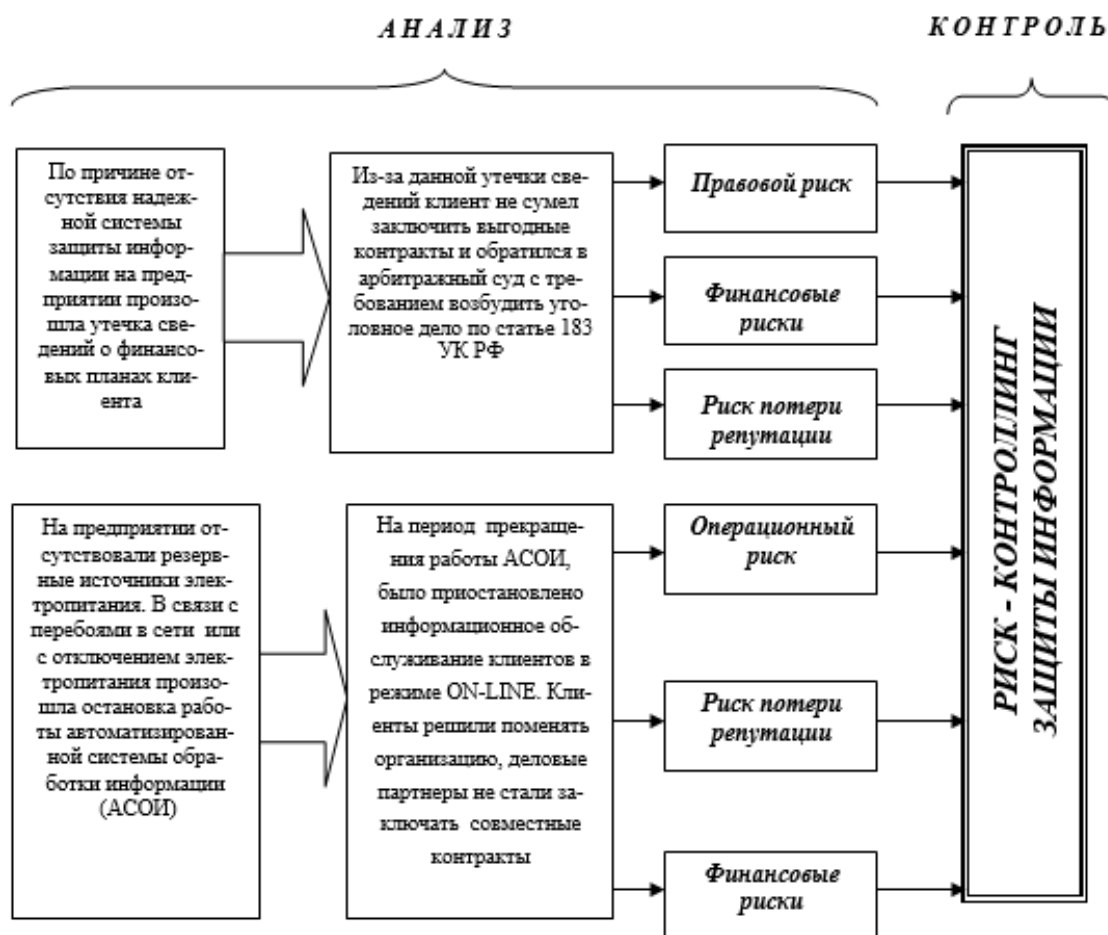 АНАЛИЗ
КОНТРОЛЬ
По причине от-
сутствия надеж-
ной системы
защиты инфор-
мации на пред-
приятии произо-
шла утечка све-
дений о финансо-
вых планах кли-
ента
Из-за данной утечки све-
дений клиент не сумел
заключить выгодные
контракты и обратился в
арбитражный суд с тре-
бованием возбудить уго-
ловное дело по статье 183
УК РФ
Правовой риск
Финансовые
риски
Риск потери
репутации
На предприятии от-
сутствовали резерв-
ные источники элек-
тропитания. В связи с
перебоями в сети или
с отключением элек-
тропитания произо-
шла остановка рабо-
ты автоматизирован-
ной системы обра-
ботки информации
(АСОИ)
На период прекраще-
ния работы АСОИ,
было приостановлено
информационное об-
служивание клиентов в
режиме ON-LINE. Кли-
енты решили поменять
организацию, деловые
партнеры не стали за-
ключать совместные
контракты
Операционный
риск
Риск потери
репутации
Финансовые
риски
РИСК - КОНТРОЛЛИНГ
ЗАЩИТЫ ИНФОРМАЦИИ